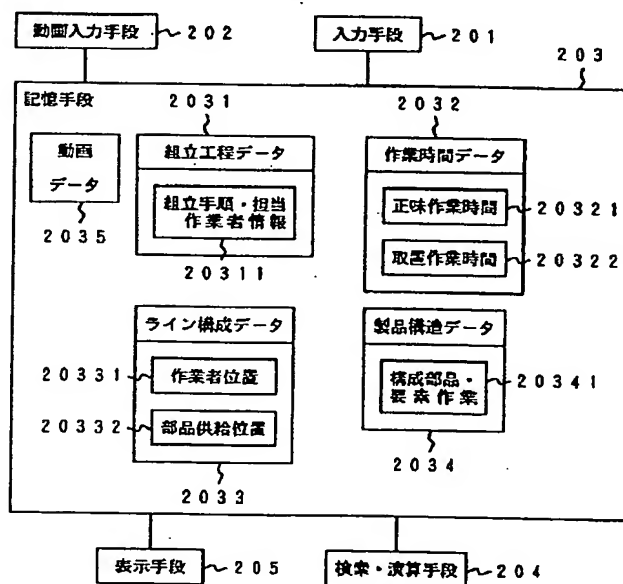 動画入力手段 202
入力手段 201
203
記憶手段
2031
2032
動画
データ
2035
組立工程データ
組立手順・担当
作業者情報
20311
作業時間データ
正味作業時間 20321
取置作業時間 20322
ライン構成データ
20331 作業者位置
20332 部品供給位置
2033
製品構造データ
構成部品・
要素作業
20341
2034
表示手段 205
検索・演算手段 204